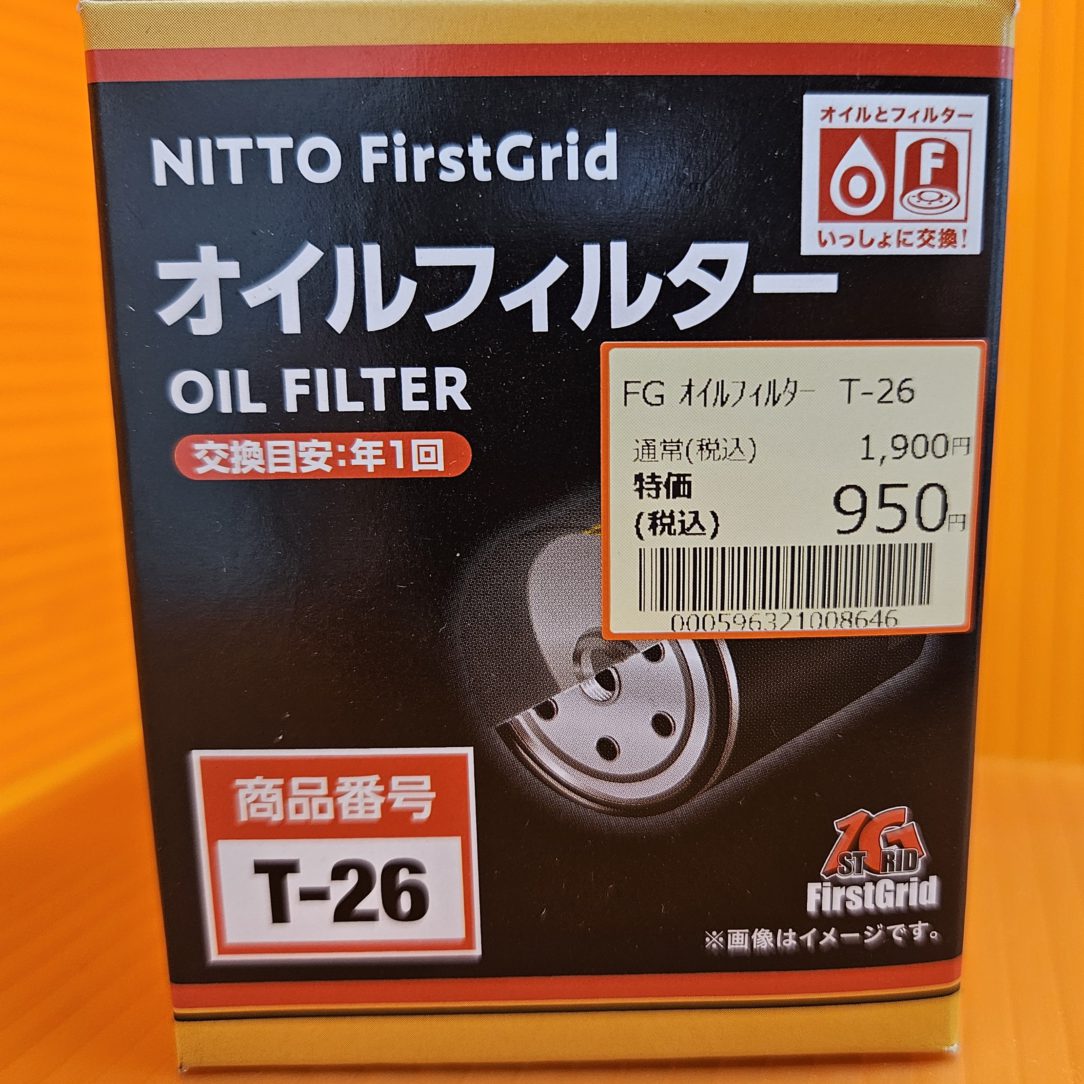 NITTO FirstGrid
オイルとフィルター
F
いっしょに交換!
オイルフィルター
OIL FILTER
交換目安:年1回
FG ｵｲﾙﾌｨﾙﾀｰ T-26
通常(税込) 1,900円
特価
(税込) 950円
000596321008646
商品番号
T-26
1G
ST RID
FirstGrid
※画像はイメージです。